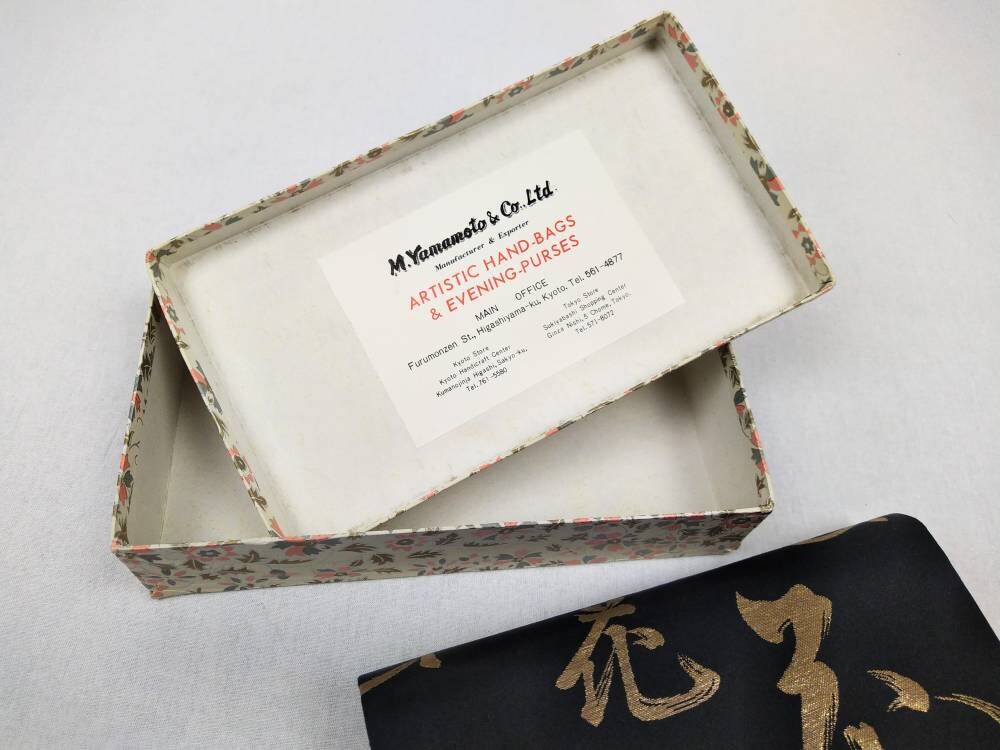 M.Yamamoto & Co., Ltd.
Manufacturer & Exporter
ARTISTIC HAND-BAGS
& EVENING-PURSES
MAIN OFFICE
Furumonzen St., Higashiyama-ku, Kyoto. Tel. 561-4877
Kyoto Store
Kyoto Handicraft Center
Kumanojinja Higashi, Sakyo-ku,
Tel. 761-5580
Tokyo Store
Sukiyabashi Shopping Center
Ginza Nishi, 5 Chome, Tokyo.
Tel. 571-8072
花